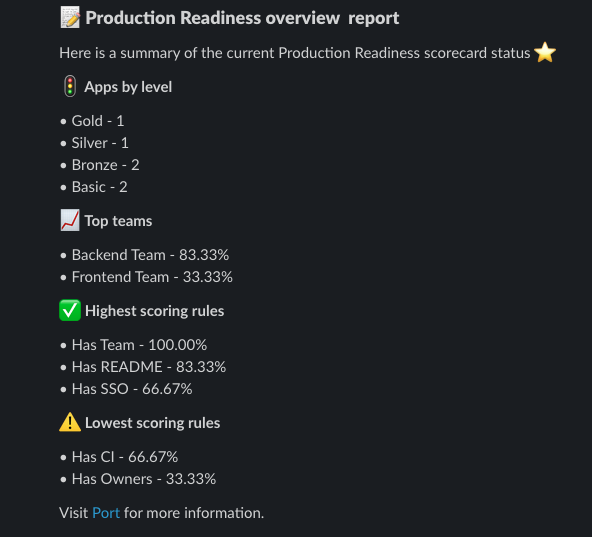 Production Readiness overview report
Here is a summary of the current Production Readiness scorecard status
Apps by level
• Gold - 1
• Silver - 1
• Bronze - 2
• Basic - 2
Top teams
• Backend Team - 83.33%
• Frontend Team - 33.33%
Highest scoring rules
• Has Team - 100.00%
• Has README - 83.33%
• Has SSO - 66.67%
Lowest scoring rules
• Has CI - 66.67%
• Has Owners - 33.33%
Visit Port for more information.